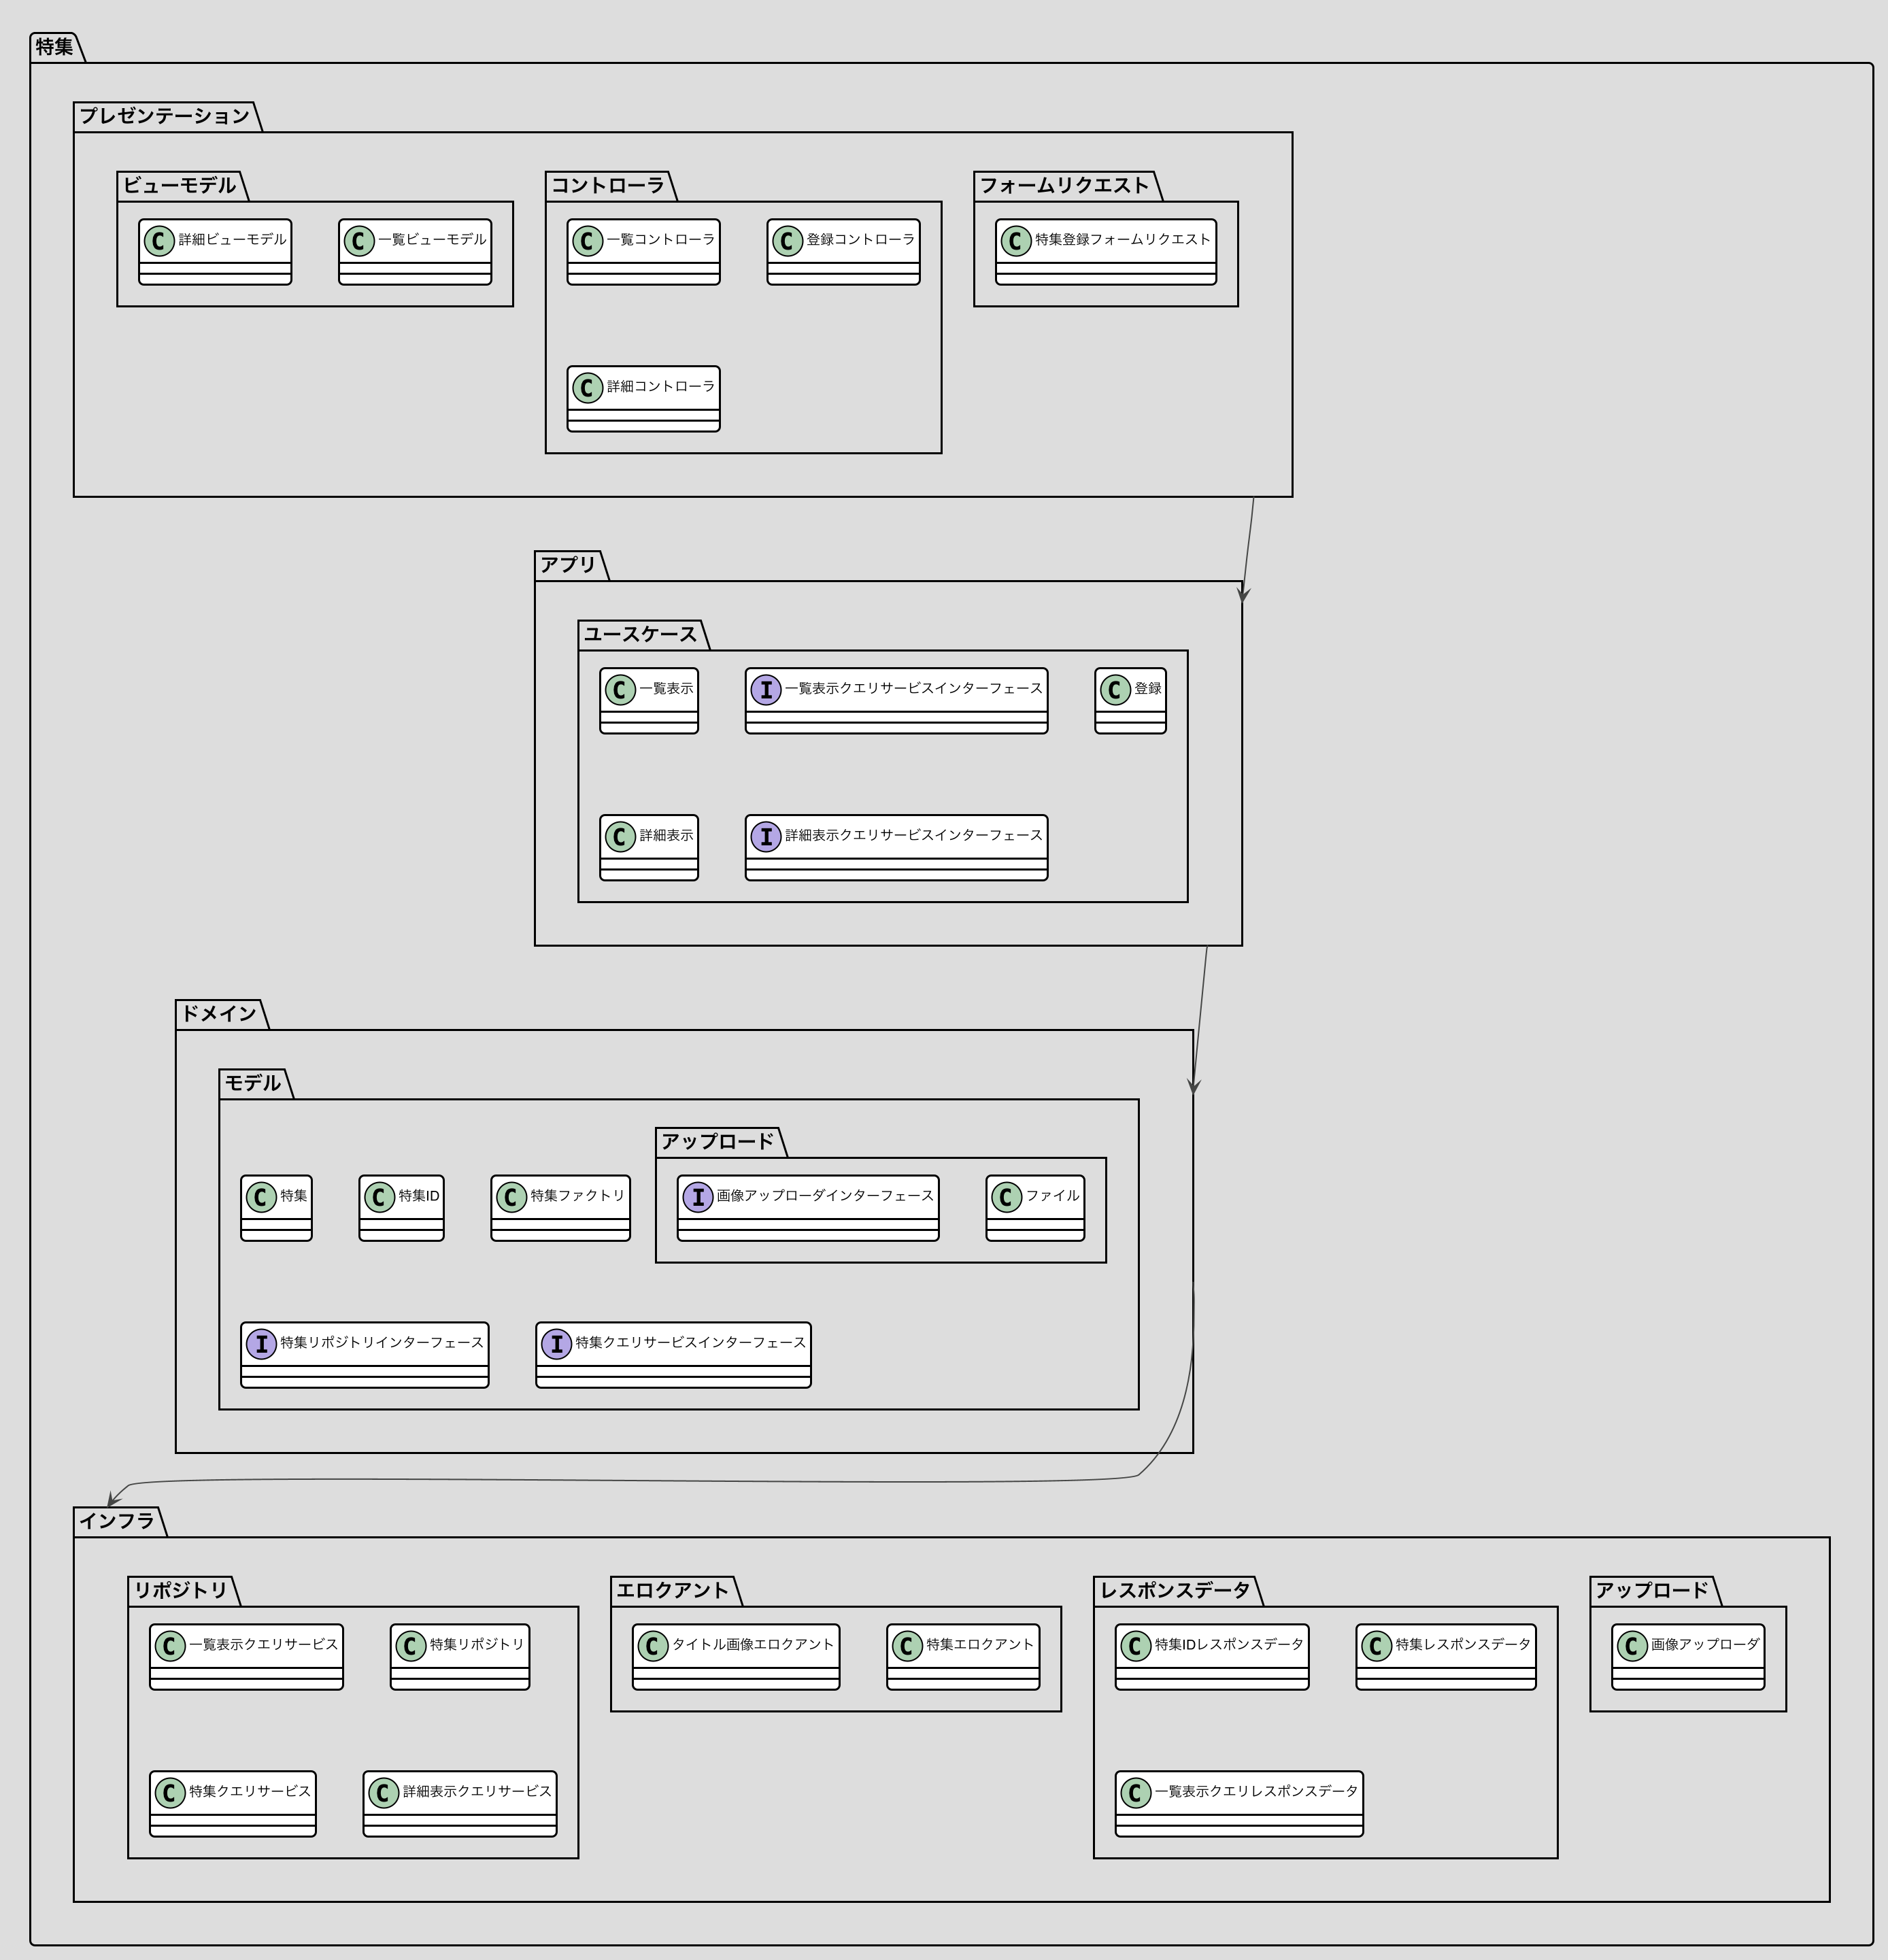 特集
プレゼンテーション
ビューモデル
C 詳細ビューモデル
C 一覧ビューモデル
コントローラ
C 一覧コントローラ
C 登録コントローラ
C 詳細コントローラ
フォームリクエスト
C 特集登録フォームリクエスト
アプリ
ユースケース
C 一覧表示
I 一覧表示クエリサービスインターフェース
C 登録
C 詳細表示
I 詳細表示クエリサービスインターフェース
ドメイン
モデル
C 特集
C 特集ID
C 特集ファクトリ
アップロード
I 画像アップローダインターフェース
C ファイル
I 特集リポジトリインターフェース
I 特集クエリサービスインターフェース
インフラ
リポジトリ
C 一覧表示クエリサービス
C 特集リポジトリ
C 特集クエリサービス
C 詳細表示クエリサービス
エロクアント
C タイトル画像エロクアント
C 特集エロクアント
レスポンスデータ
C 特集IDレスポンスデータ
C 特集レスポンスデータ
C 一覧表示クエリレスポンスデータ
アップロード
C 画像アップローダ